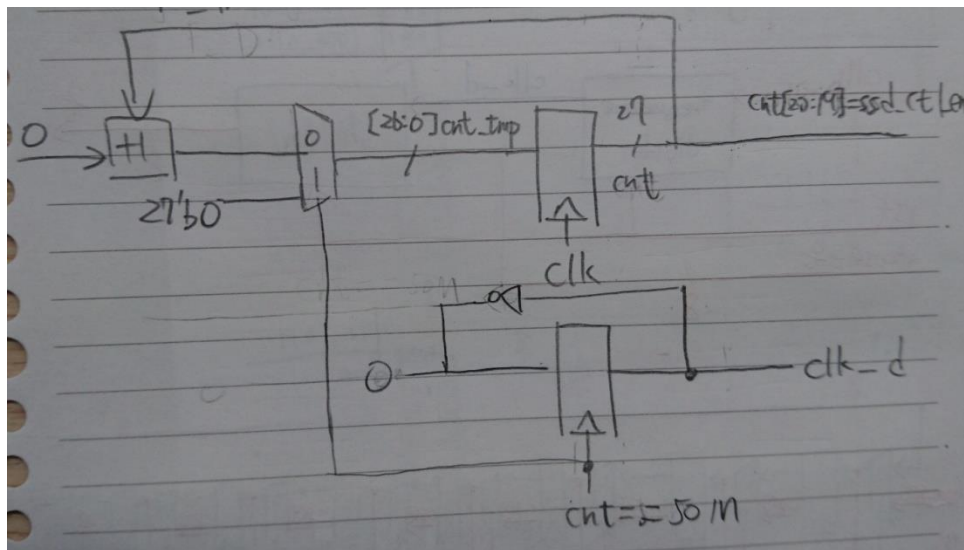 0
+1
27'b0
0
1
[26:0]cnt_tmp
27
cnt
cnt[20:19]=ssd_ctl_en
clk
0
clk_d
cnt==50M